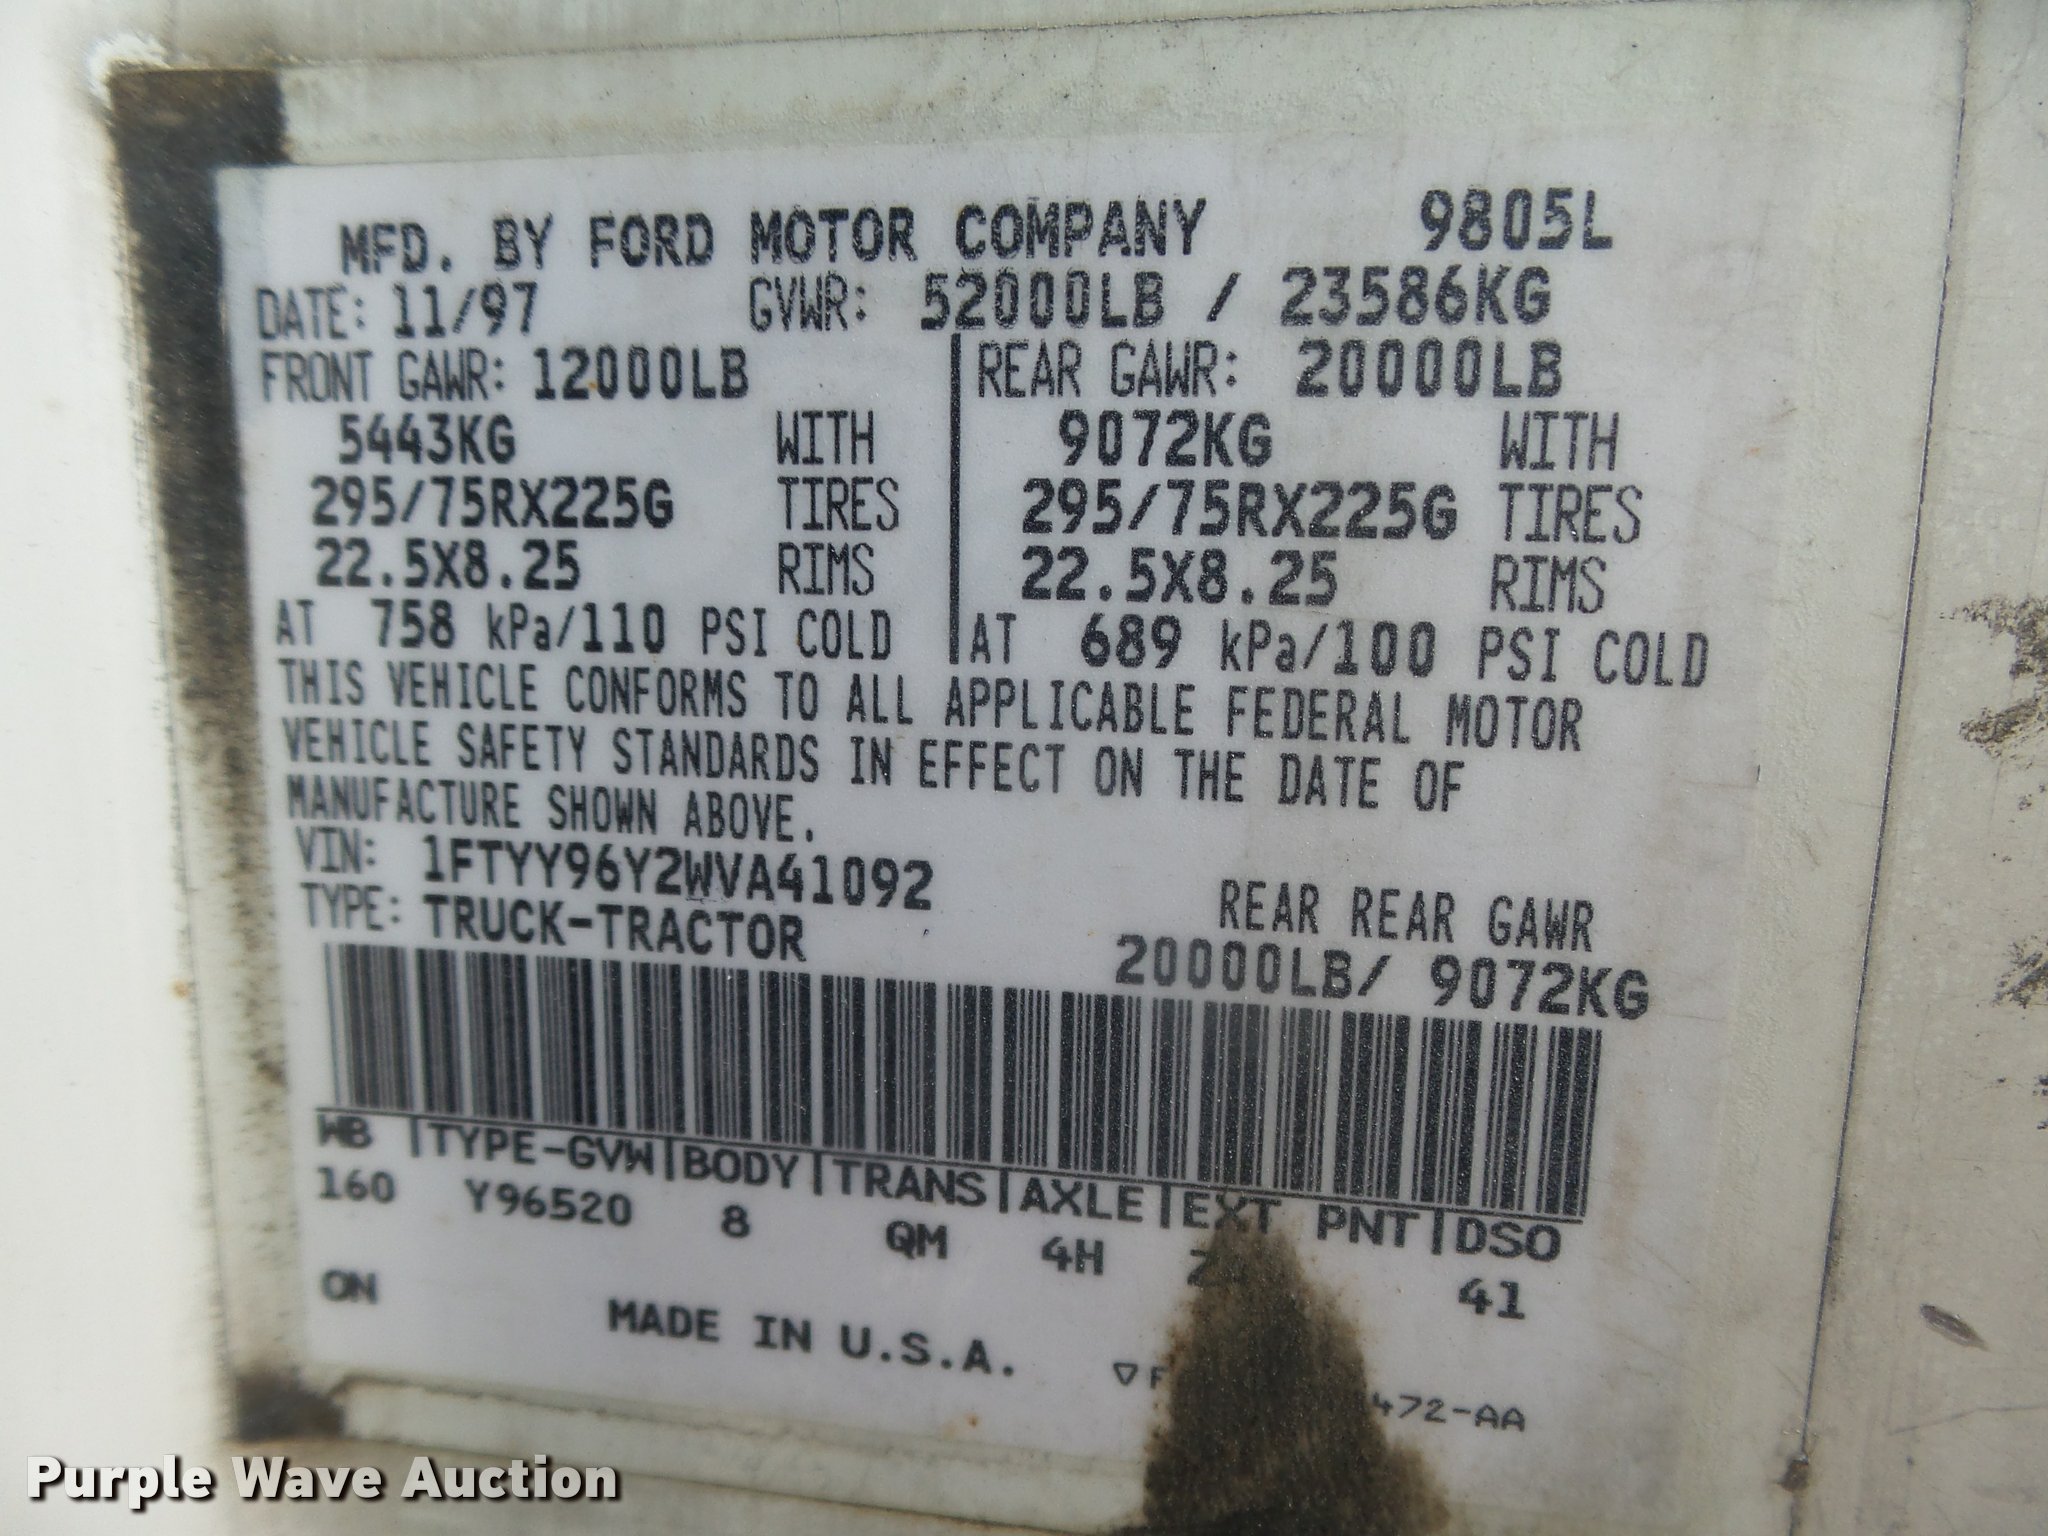 MFD. BY FORD MOTOR COMPANY 9805L
DATE: 11/97 GVWR: 52000LB / 23586KG
FRONT GAWR: 12000LB REAR GAWR: 20000LB
5443KG WITH 9072KG WITH
295/75RX225G TIRES 295/75RX225G TIRES
22.5X8.25 RIMS 22.5X8.25 RIMS
AT 758 kPa/110 PSI COLD AT 689 kPa/100 PSI COLD
THIS VEHICLE CONFORMS TO ALL APPLICABLE FEDERAL MOTOR
VEHICLE SAFETY STANDARDS IN EFFECT ON THE DATE OF
MANUFACTURE SHOWN ABOVE.
VIN: 1FTYY96Y2WVA41092
TYPE: TRUCK-TRACTOR
REAR REAR GAWR
20000LB/ 9072KG
WB |TYPE-GVW|BODY|TRANS|AXLE|EXT PNT|DSO
160 Y96520 8 QM 4H 41
ON
MADE IN U.S.A.
472-AA
Purple Wave Auction